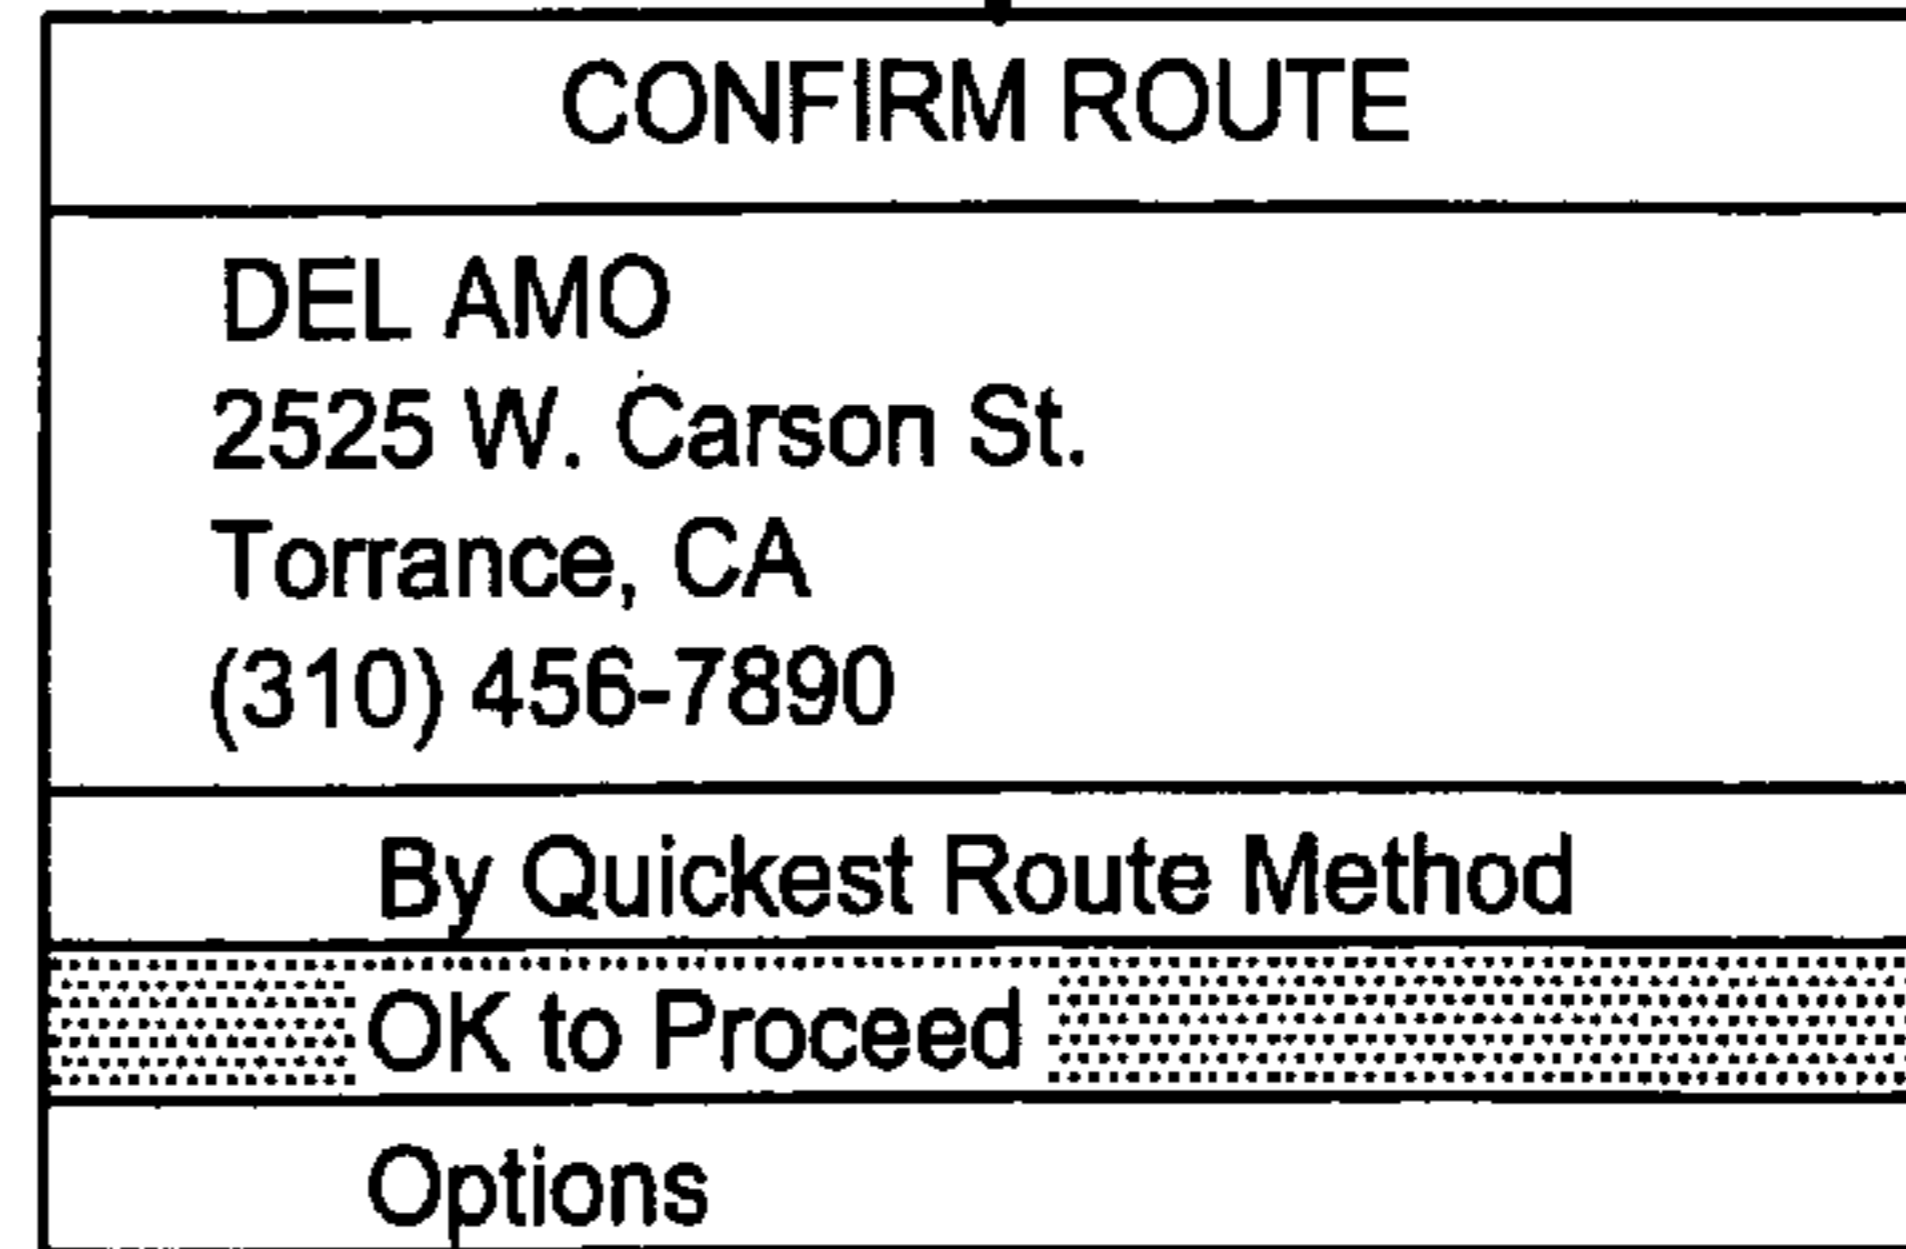 CONFIRM ROUTE
DEL AMO
2525 W. Carson St.
Torrance, CA
(310) 456-7890
By Quickest Route Method
OK to Proceed
Options